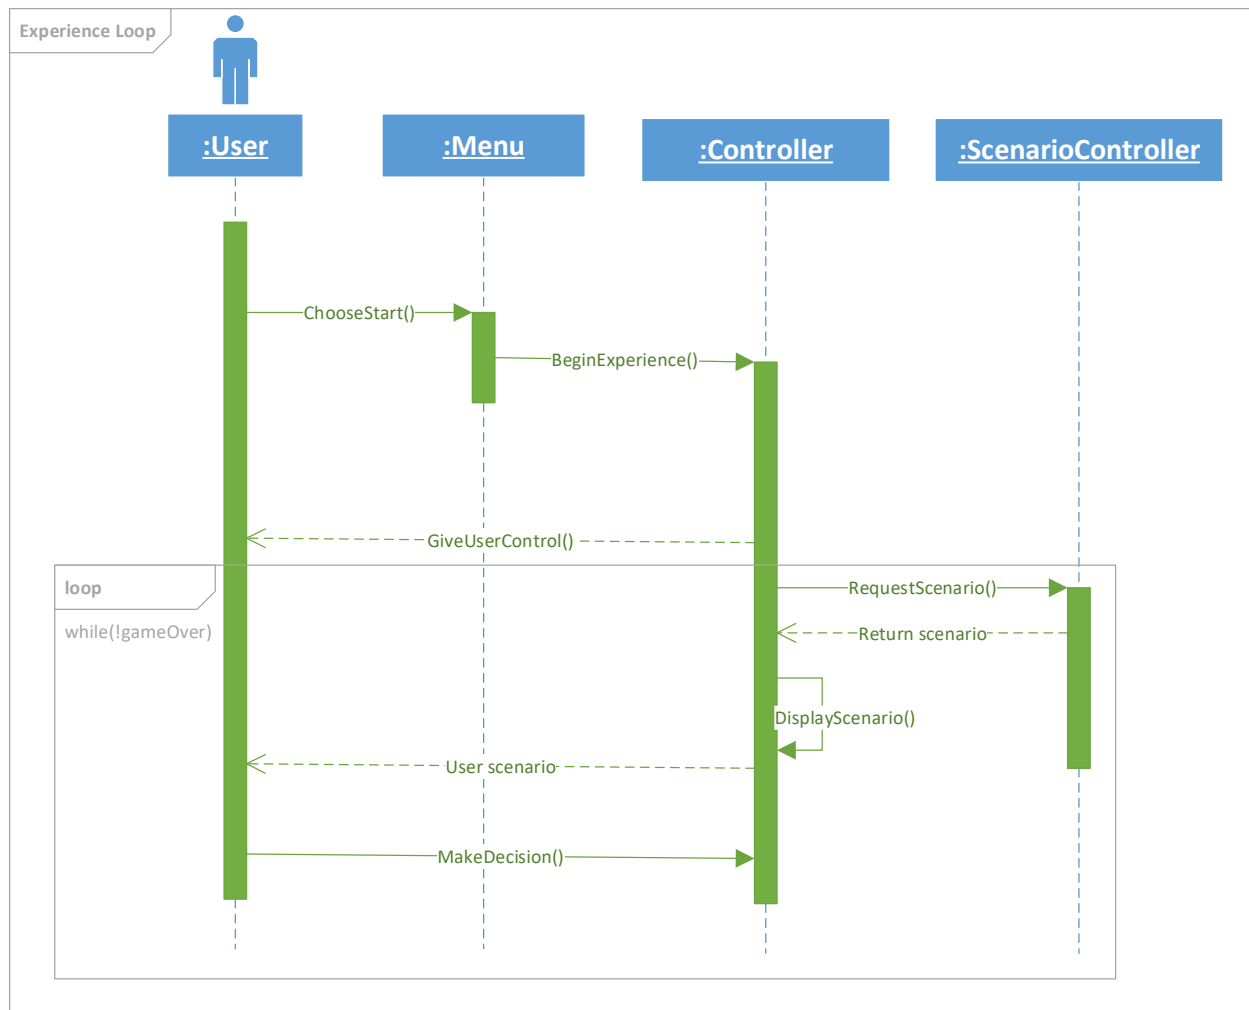 Experience Loop
:User
:Menu
:Controller
:ScenarioController
ChooseStart()
BeginExperience()
GiveUserControl()
loop
RequestScenario()
while(!gameOver)
Return scenario
DisplayScenario()
User scenario
MakeDecision()